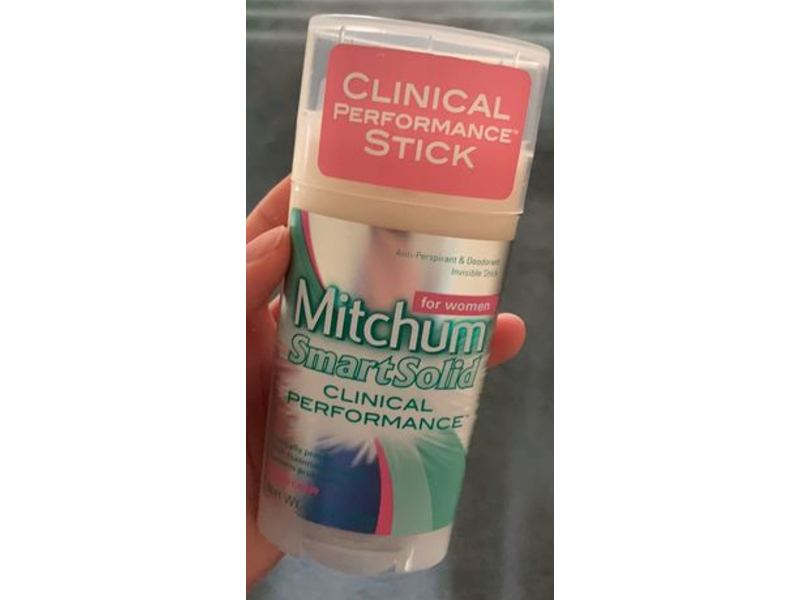 CLINICAL
PERFORMANCE™
STICK
Anti-Perspirant & Deodorant
Invisible Stick
for women
Mitchum
SmartSolid
CLINICAL
PERFORMANCE™